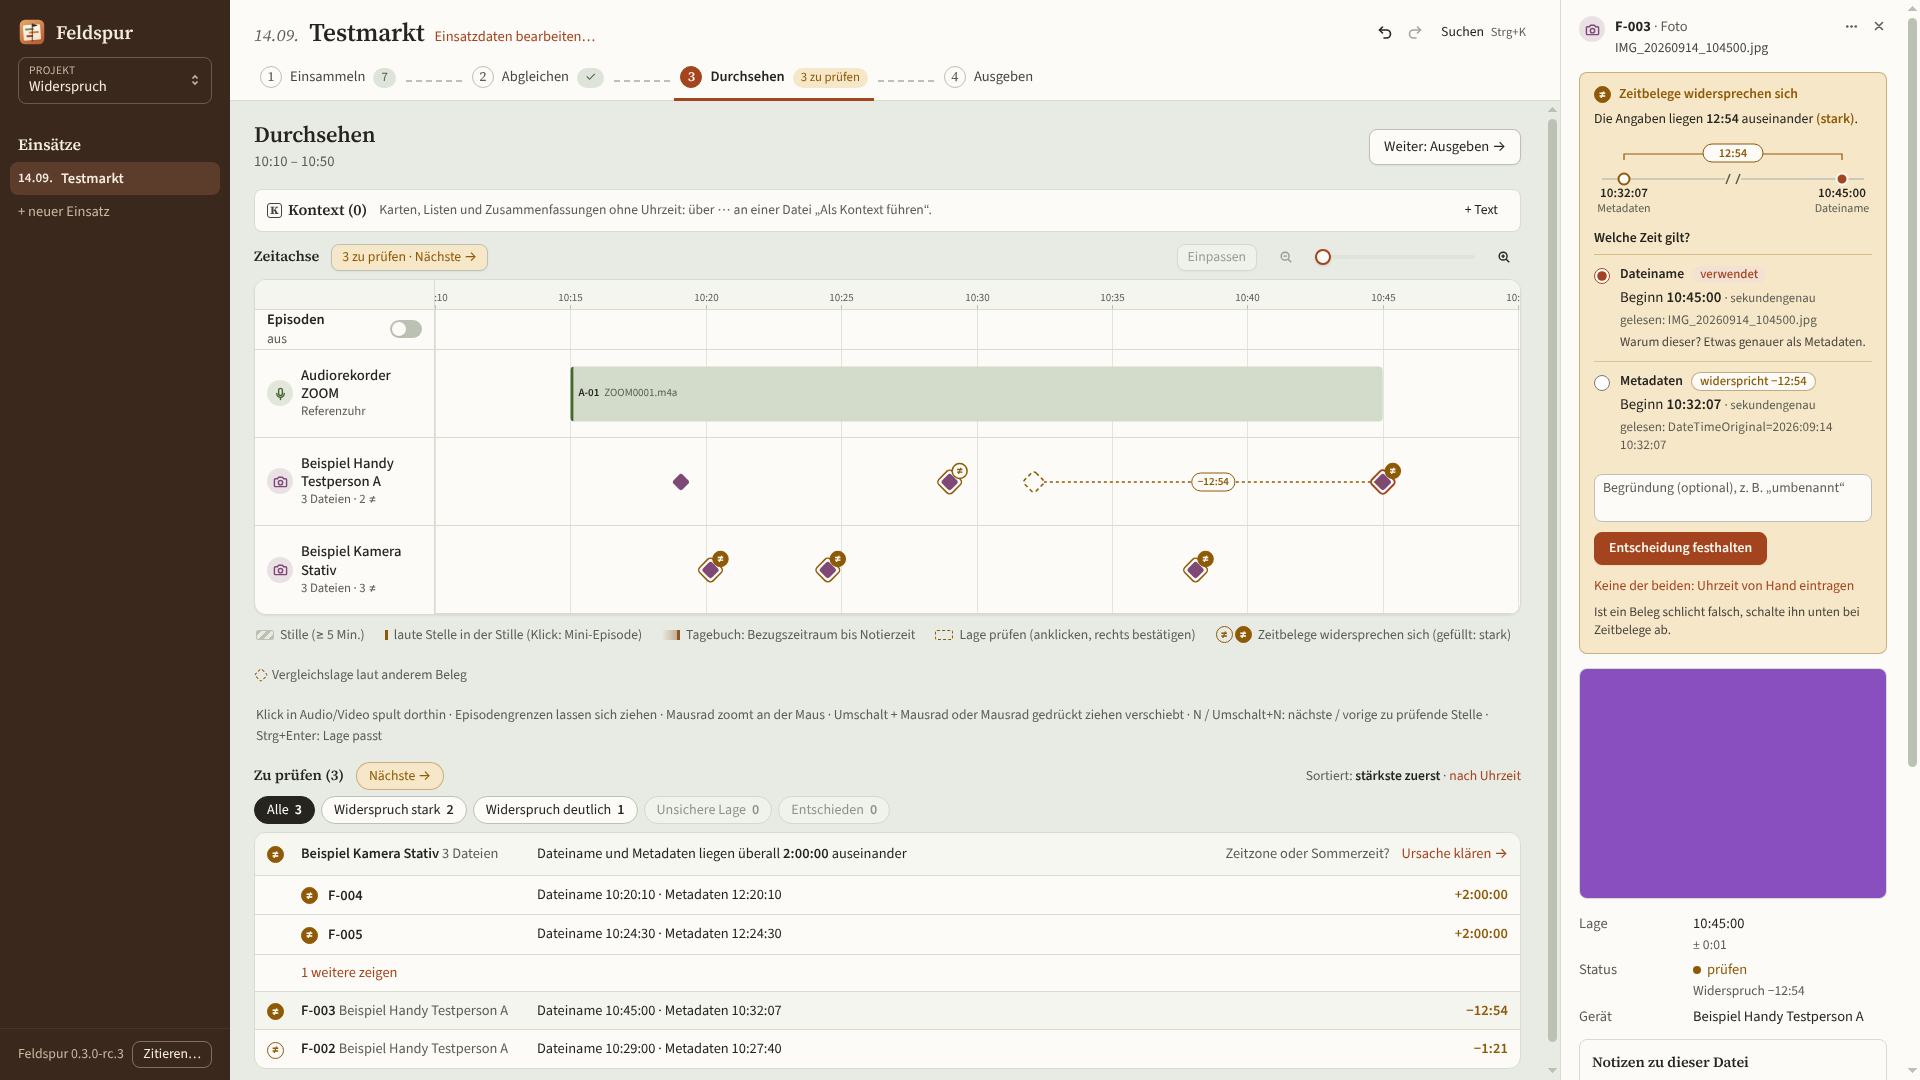 Feldspur
PROJEKT
Widerspruch
Einsätze
14.09. Testmarkt
+ neuer Einsatz
Feldspur 0.3.0-rc.3 Zitieren…
14.09. Testmarkt Einsatzdaten bearbeiten…
Suchen Strg+K
1 Einsammeln 7
2 Abgleichen ✓
3 Durchsehen 3 zu prüfen
4 Ausgeben
Durchsehen
10:10 – 10:50
Weiter: Ausgeben →
K Kontext (0) Karten, Listen und Zusammenfassungen ohne Uhrzeit: über ··· an einer Datei „Als Kontext führen“.
+ Text
Zeitachse 3 zu prüfen · Nächste →
Einpassen
:10 10:15 10:20 10:25 10:30 10:35 10:40 10:45 10:
Episoden
aus
Audiorekorder
ZOOM
Referenzuhr
A-01 ZOOM0001.m4a
Beispiel Handy
Testperson A
3 Dateien · 2 ≠
≠
−12:54
≠
Beispiel Kamera
Stativ
3 Dateien · 3 ≠
≠ ≠ ≠
Stille (≥ 5 Min.) laute Stelle in der Stille (Klick: Mini-Episode) Tagebuch: Bezugszeitraum bis Notierzeit Lage prüfen (anklicken, rechts bestätigen) ≠ ≠ Zeitbelege widersprechen sich (gefüllt: stark)
Vergleichslage laut anderem Beleg
Klick in Audio/Video spult dorthin · Episodengrenzen lassen sich ziehen · Mausrad zoomt an der Maus · Umschalt + Mausrad oder Mausrad gedrückt ziehen verschiebt · N / Umschalt+N: nächste / vorige zu prüfende Stelle ·
Strg+Enter: Lage passt
Zu prüfen (3) Nächste →
Sortiert: stärkste zuerst · nach Uhrzeit
Alle 3 Widerspruch stark 2 Widerspruch deutlich 1 Unsichere Lage 0 Entschieden 0
≠ Beispiel Kamera Stativ 3 Dateien Dateiname und Metadaten liegen überall 2:00:00 auseinander Zeitzone oder Sommerzeit? Ursache klären →
≠ F-004 Dateiname 10:20:10 · Metadaten 12:20:10 +2:00:00
≠ F-005 Dateiname 10:24:30 · Metadaten 12:24:30 +2:00:00
1 weitere zeigen
≠ F-003 Beispiel Handy Testperson A Dateiname 10:45:00 · Metadaten 10:32:07 −12:54
≠ F-002 Beispiel Handy Testperson A Dateiname 10:29:00 · Metadaten 10:27:40 −1:21
F-003 · Foto
IMG_20260914_104500.jpg
≠ Zeitbelege widersprechen sich
Die Angaben liegen 12:54 auseinander (stark).
12:54
//
10:32:07 10:45:00
Metadaten Dateiname
Welche Zeit gilt?
Dateiname verwendet
Beginn 10:45:00 · sekundengenau
gelesen: IMG_20260914_104500.jpg
Warum dieser? Etwas genauer als Metadaten.
Metadaten widerspricht −12:54
Beginn 10:32:07 · sekundengenau
gelesen: DateTimeOriginal=2026:09:14
10:32:07
Begründung (optional), z. B. „umbenannt“
Entscheidung festhalten
Keine der beiden: Uhrzeit von Hand eintragen
Ist ein Beleg schlicht falsch, schalte ihn unten bei
Zeitbelege ab.
Lage 10:45:00
± 0:01
Status prüfen
Widerspruch −12:54
Gerät Beispiel Handy Testperson A
Notizen zu dieser Datei